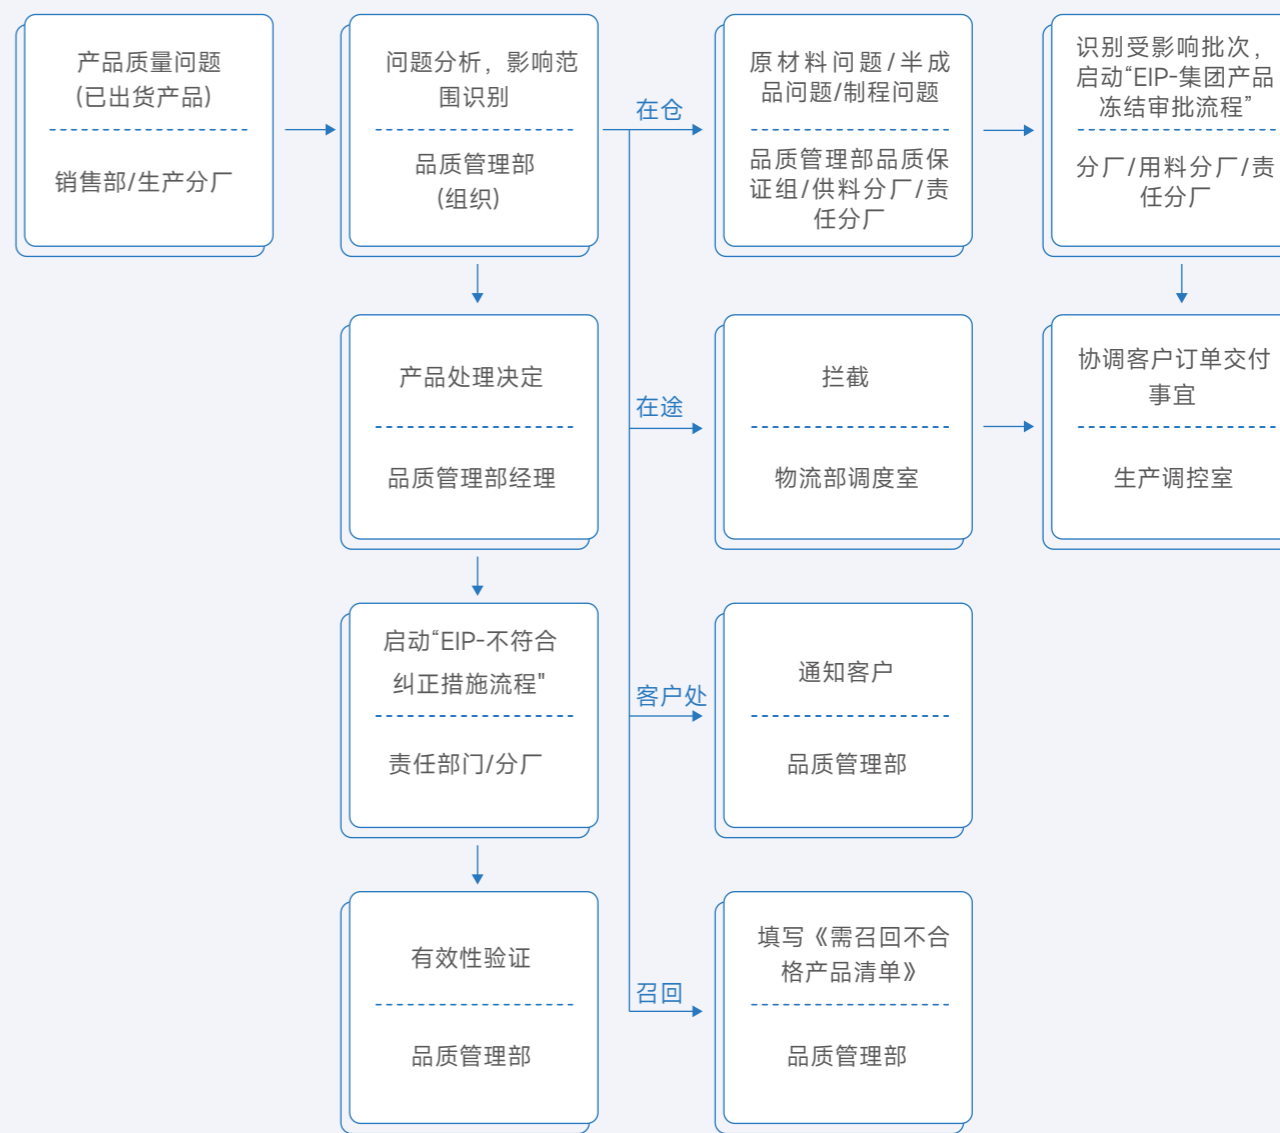 产品质量问题
(已出货产品)
销售部/生产分厂
问题分析，影响范
围识别
品质管理部
(组织)
在仓
原材料问题/半成
品问题/制程问题
品质管理部品质保
证组/供料分厂/责
任分厂
识别受影响批次，
启动“EIP-集团产品
冻结审批流程”
分厂/用料分厂/责
任分厂
产品处理决定
品质管理部经理
在途
拦截
物流部调度室
协调客户订单交付
事宜
生产调控室
启动“EIP-不符合
纠正措施流程"
责任部门/分厂
客户处
通知客户
品质管理部
有效性验证
品质管理部
召回
填写《需召回不合
格产品清单》
品质管理部